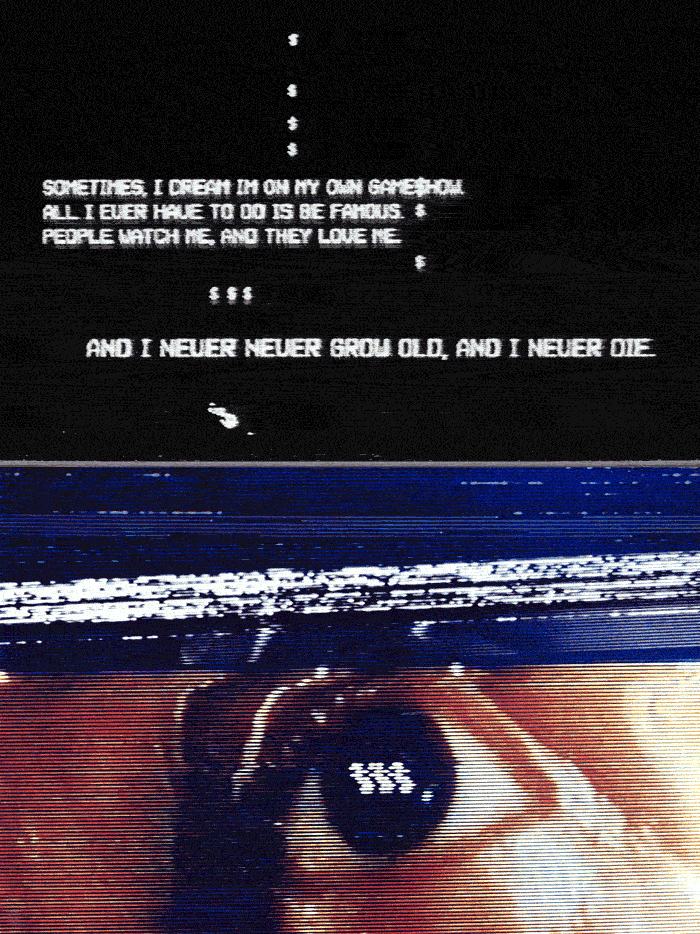 $
$
$
$
SOMETIMES, I DREAM IM ON MY OWN GAME$HOW.
ALL I EVER HAVE TO DO IS BE FAMOUS. $
PEOPLE WATCH ME, AND THEY LOVE ME.
$
$ $ $
AND I NEVER NEVER GROW OLD, AND I NEVER DIE.
$$$